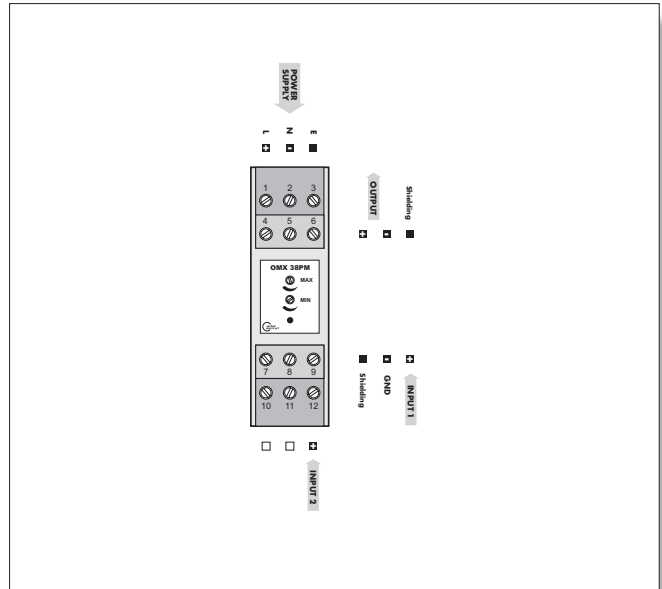 POWER
SUPPLY
L N E
+ - 
1 2 3
4 5 6
OUTPUT
Shielding
+ -
OMX 38PM
MAX
MIN
7 8 9
10 11 12
Shielding
GND
- +
INPUT 1
+
INPUT 2